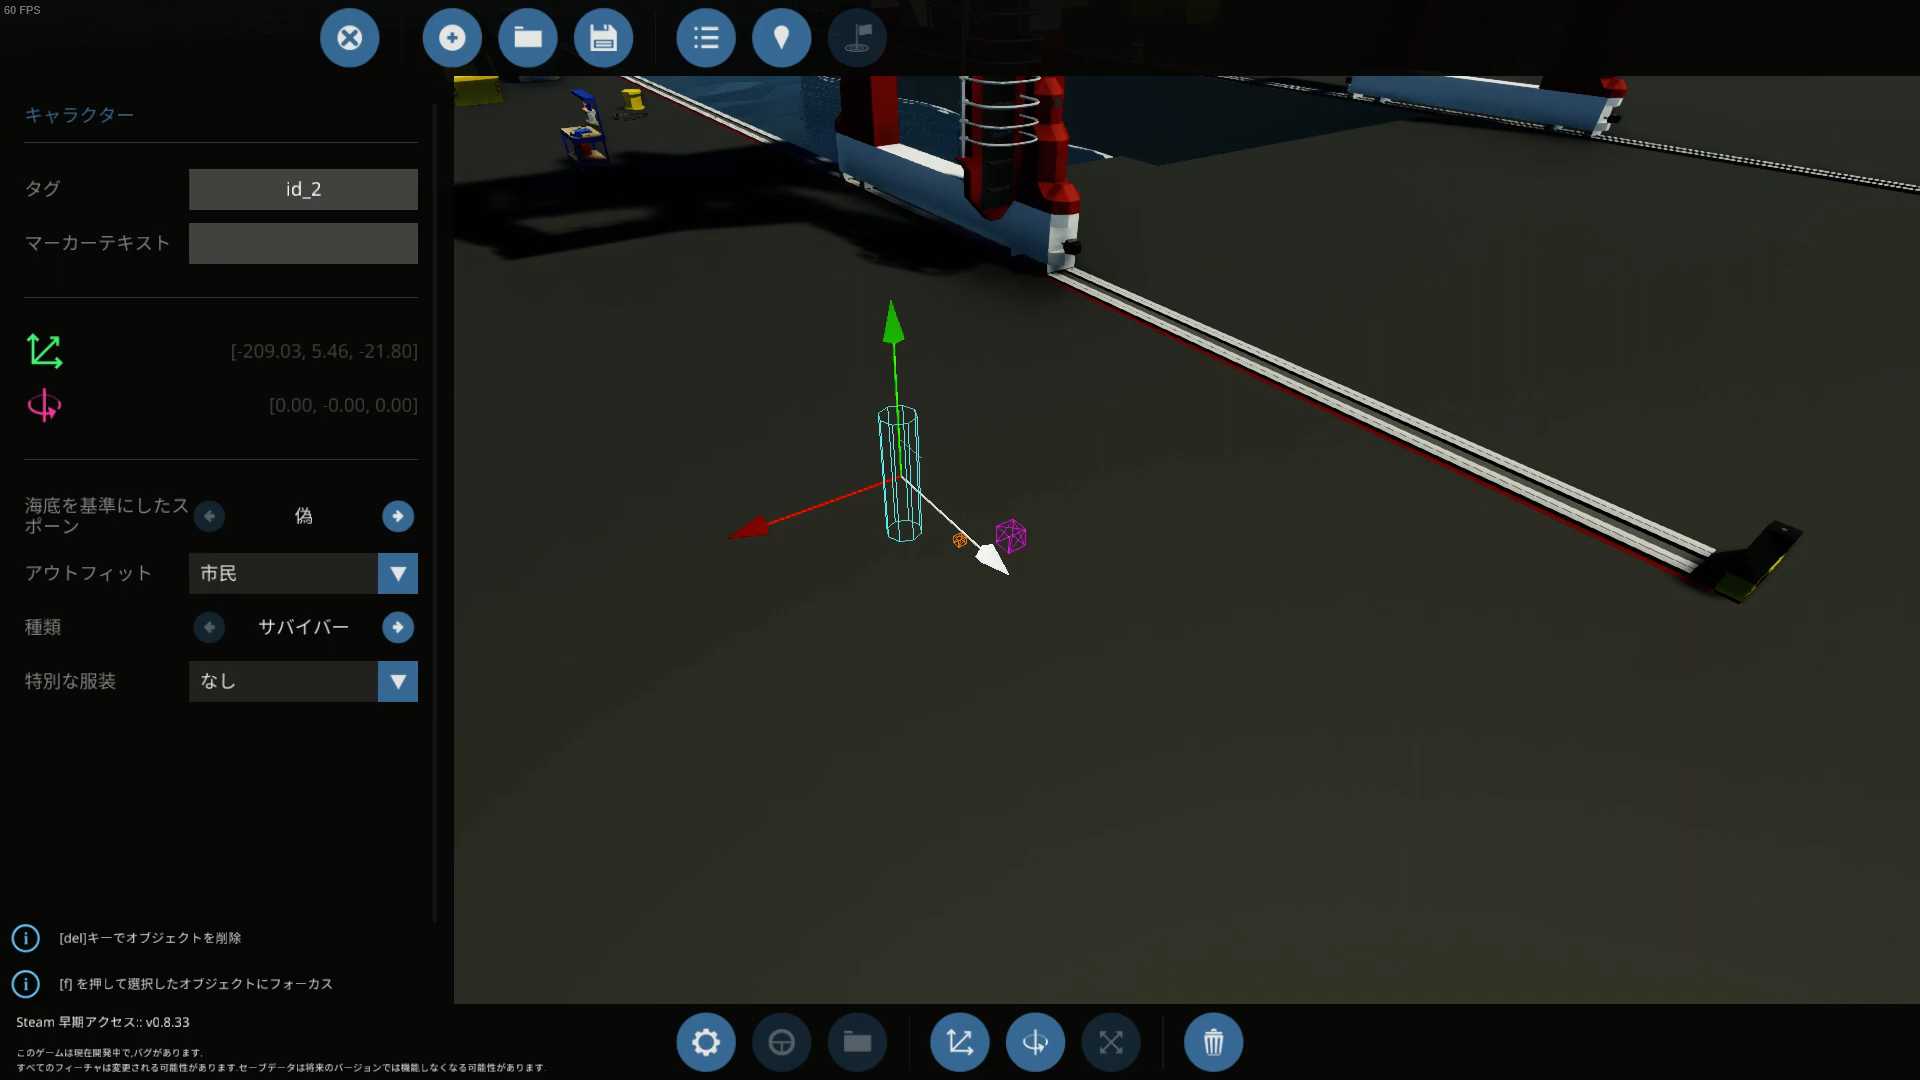 60 FPS
キャラクター
タグ
id_2
マーカーテキスト
[-209.03, 5.46, -21.80]
[0.00, -0.00, 0.00]
海底を基準にしたス
ポーン
偽
アウトフィット
市民
種類
サバイバー
特別な服装
なし
[del]キーでオブジェクトを削除
[f] を押して選択したオブジェクトにフォーカス
Steam 早期アクセス:: v0.8.33
このゲームは現在開発中で,バグがあります.
すべてのフィーチャは変更される可能性があります.セーブデータは将来のバージョンでは機能しなくなる可能性があります.